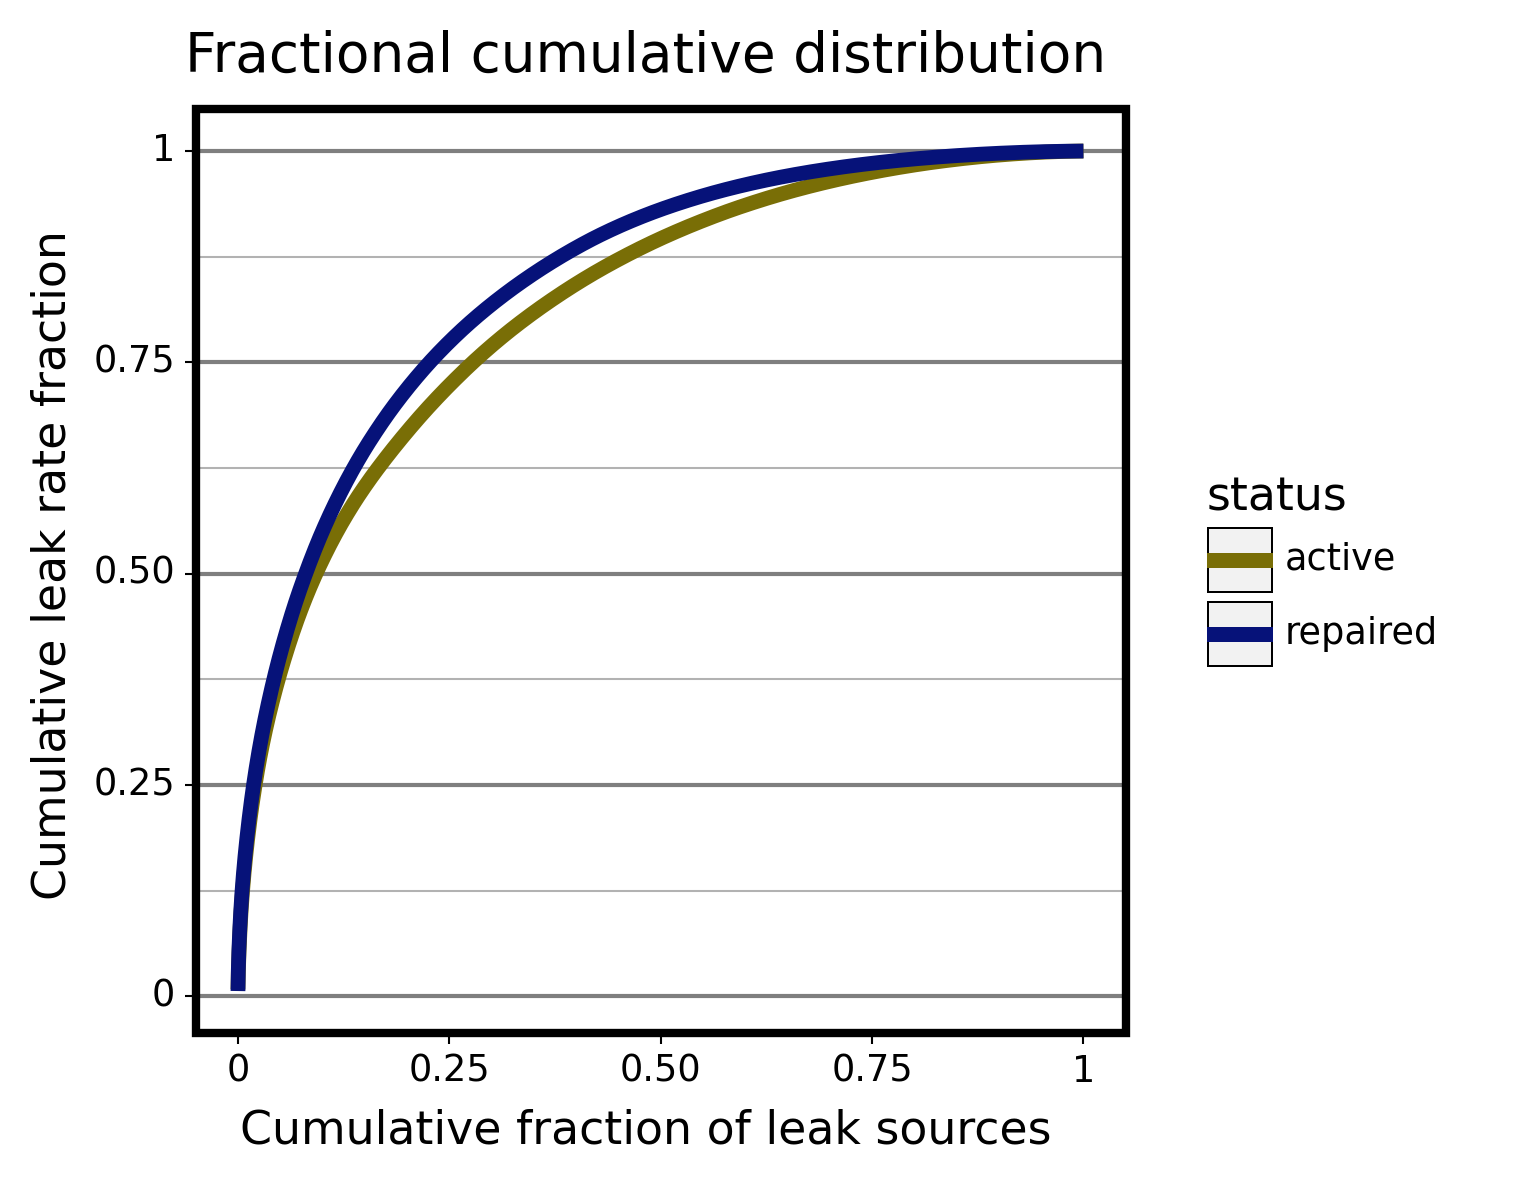 Fractional cumulative distribution
Cumulative leak rate fraction
1
0.75
0.50
0.25
0
0
0.25
0.50
0.75
1
Cumulative fraction of leak sources
status
active
repaired